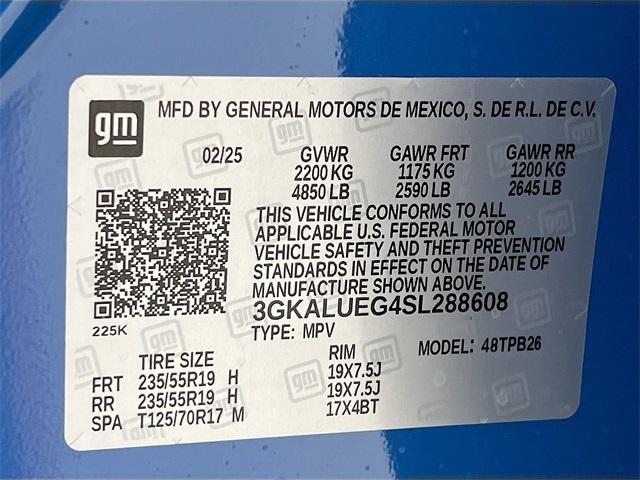 gm
MFD BY GENERAL MOTORS DE MEXICO, S. DE R.L. DE C.V.
02/25 GVWR GAWR FRT GAWR RR
2200 KG 1175 KG 1200 KG
4850 LB 2590 LB 2645 LB
THIS VEHICLE CONFORMS TO ALL
APPLICABLE U.S. FEDERAL MOTOR
VEHICLE SAFETY AND THEFT PREVENTION
STANDARDS IN EFFECT ON THE DATE OF
MANUFACTURE SHOWN ABOVE.
3GKALUEG4SL288608
225K
TYPE: MPV
MODEL: 48TPB26
TIRE SIZE RIM
FRT 235/55R19 H 19X7.5J
RR 235/55R19 H 19X7.5J
SPA T125/70R17 M 17X4BT